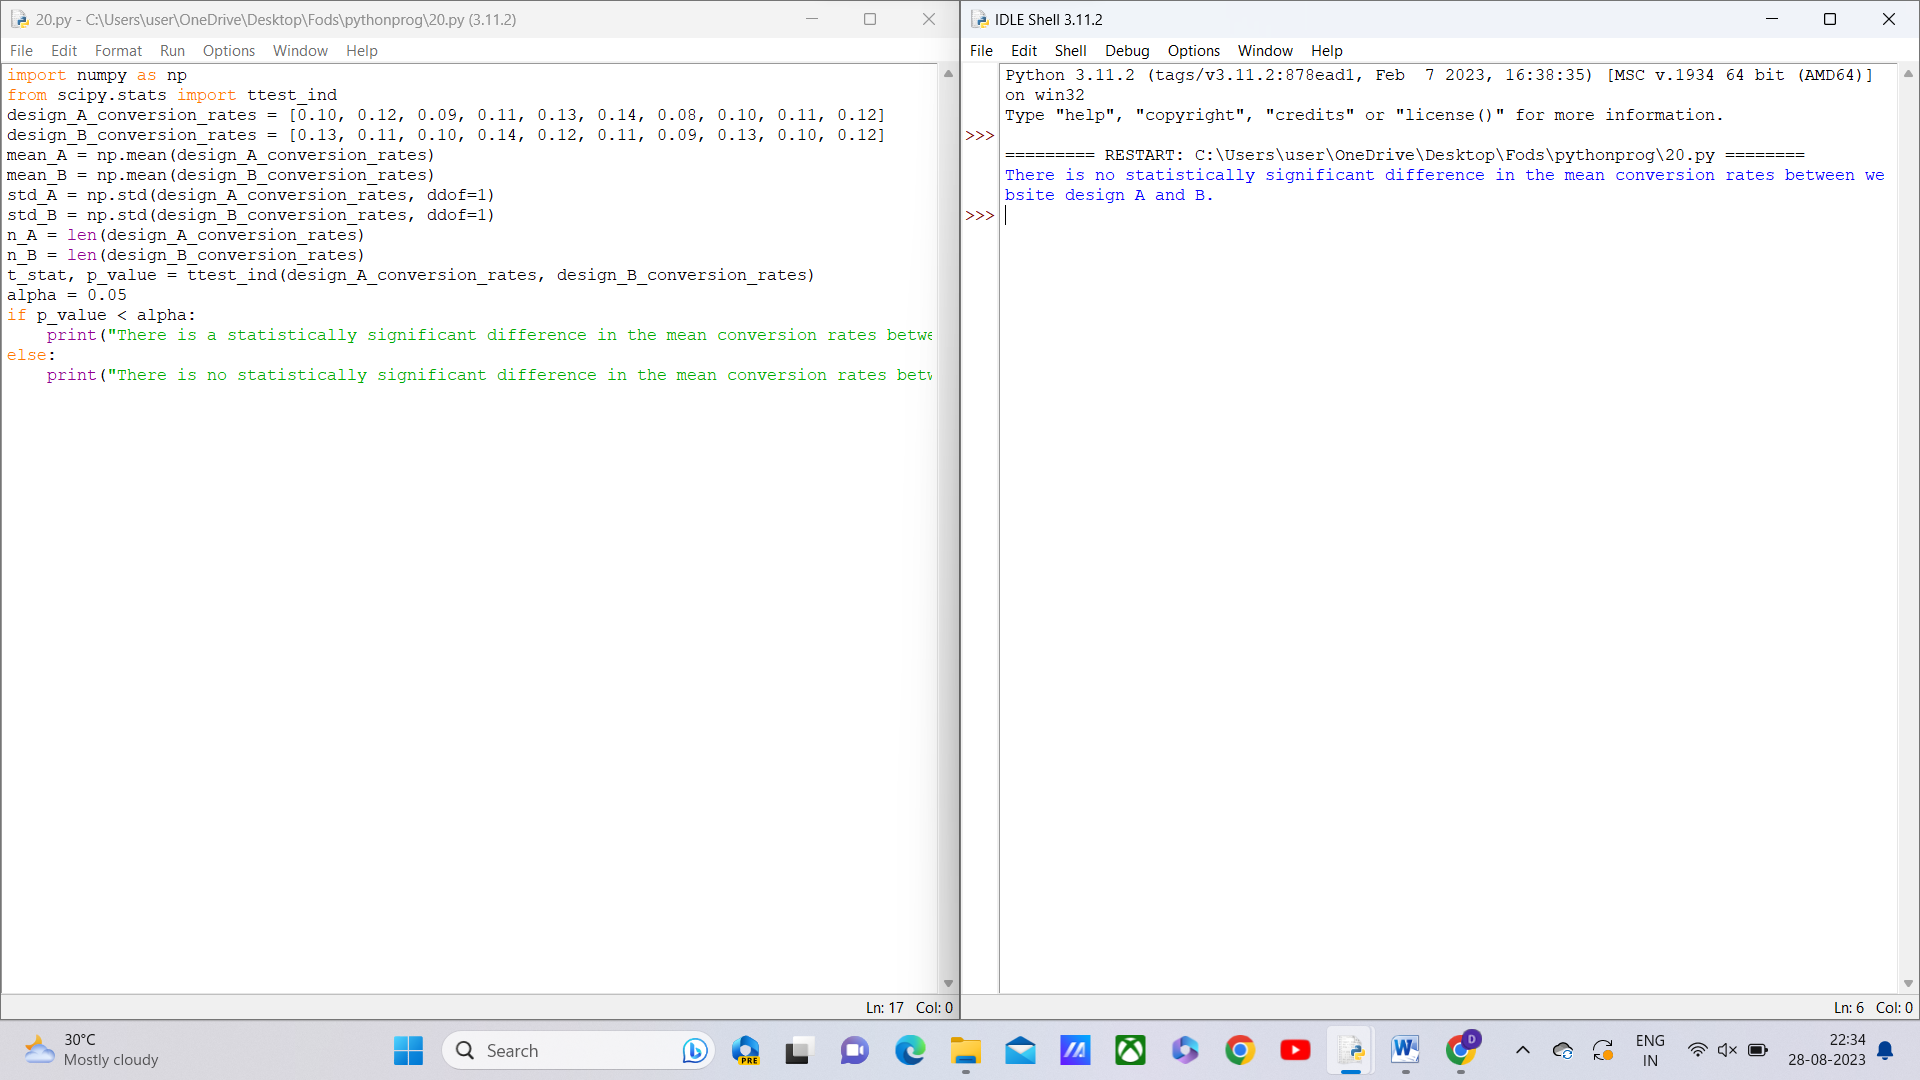 20.py - C:\Users\user\OneDrive\Desktop\Fods\pythonprog\20.py (3.11.2)
File Edit Format Run Options Window Help
import numpy as np
from scipy.stats import ttest_ind
design_A_conversion_rates = [0.10, 0.12, 0.09, 0.11, 0.13, 0.14, 0.08, 0.10, 0.11, 0.12]
design_B_conversion_rates = [0.13, 0.11, 0.10, 0.14, 0.12, 0.11, 0.09, 0.13, 0.10, 0.12]
mean_A = np.mean(design_A_conversion_rates)
mean_B = np.mean(design_B_conversion_rates)
std_A = np.std(design_A_conversion_rates, ddof=1)
std_B = np.std(design_B_conversion_rates, ddof=1)
n_A = len(design_A_conversion_rates)
n_B = len(design_B_conversion_rates)
t_stat, p_value = ttest_ind(design_A_conversion_rates, design_B_conversion_rates)
alpha = 0.05
if p_value < alpha:
    print("There is a statistically significant difference in the mean conversion rates betwe
else:
    print("There is no statistically significant difference in the mean conversion rates betw
Ln: 17 Col: 0
IDLE Shell 3.11.2
File Edit Shell Debug Options Window Help
Python 3.11.2 (tags/v3.11.2:878ead1, Feb  7 2023, 16:38:35) [MSC v.1934 64 bit (AMD64)]
on win32
Type "help", "copyright", "credits" or "license()" for more information.
>>>
========= RESTART: C:\Users\user\OneDrive\Desktop\Fods\pythonprog\20.py ========
There is no statistically significant difference in the mean conversion rates between we
bsite design A and B.
>>>
Ln: 6 Col: 0
30°C
Mostly cloudy
Search
PRE
W
D
ENG
IN
22:34
28-08-2023